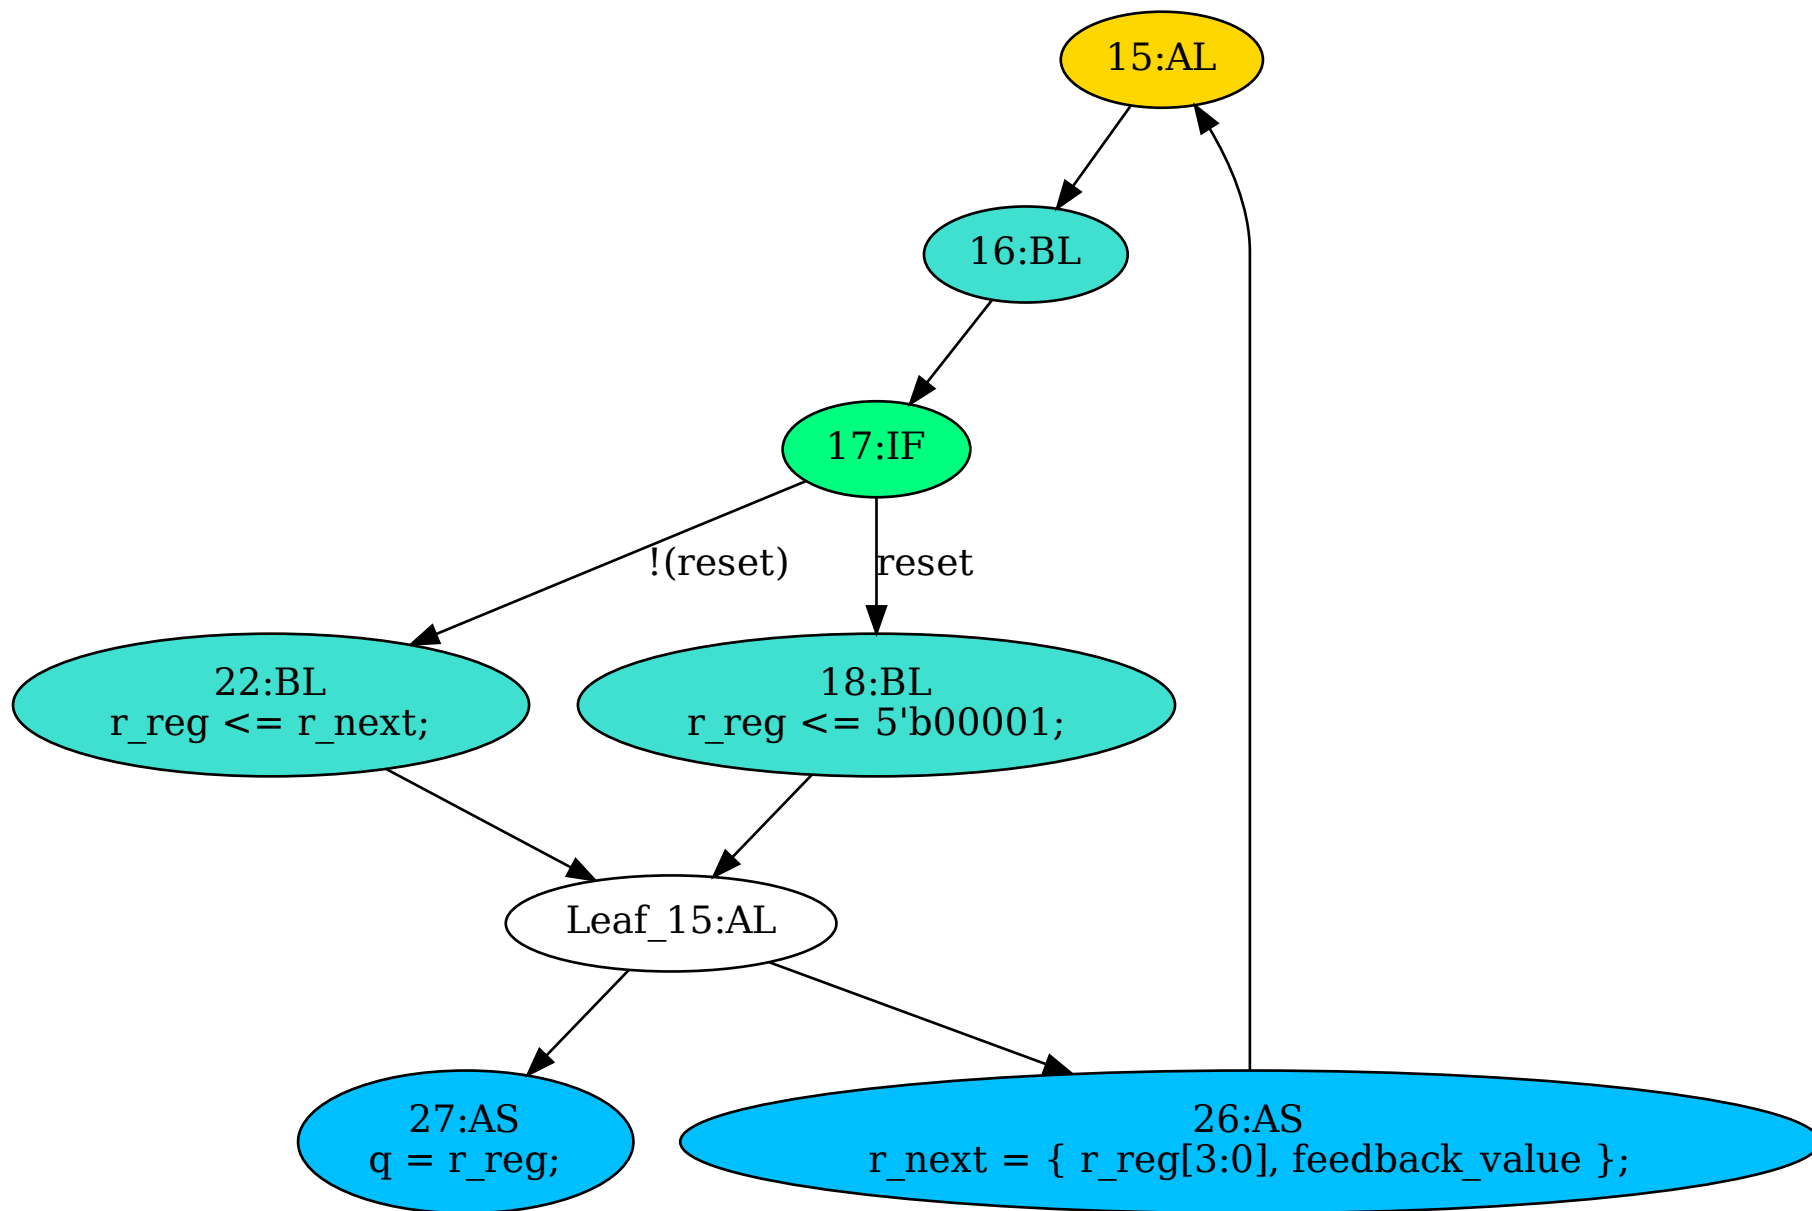 15:AL
16:BL
17:IF
!(reset)
reset
22:BL
r_reg <= r_next;
18:BL
r_reg <= 5'b00001;
Leaf_15:AL
27:AS
q = r_reg;
26:AS
r_next = { r_reg[3:0], feedback_value };